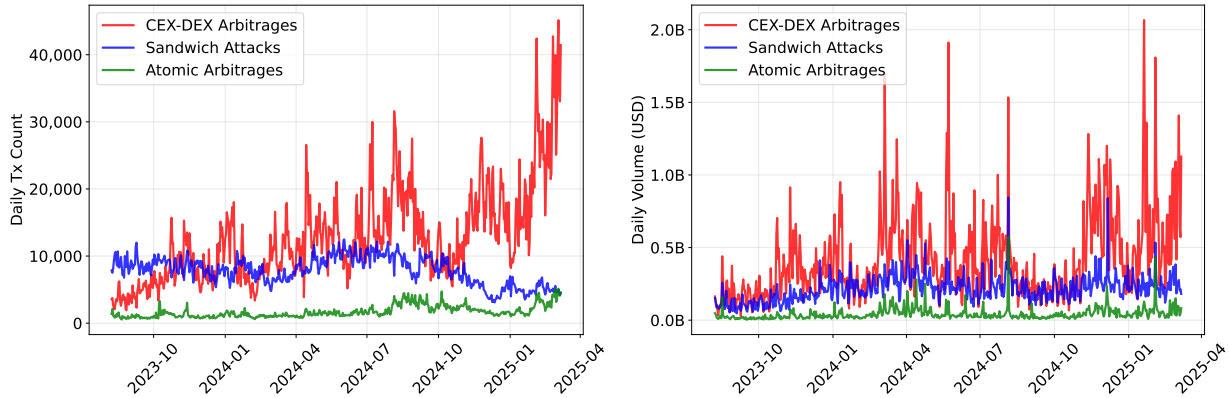 CEX-DEX Arbitrages
Sandwich Attacks
Atomic Arbitrages
Daily Tx Count
40,000
30,000
20,000
10,000
0
2023-10
2024-01
2024-04
2024-07
2024-10
2025-01
2025-04
CEX-DEX Arbitrages
Sandwich Attacks
Atomic Arbitrages
Daily Volume (USD)
2.0B
1.5B
1.0B
0.5B
0.0B
2023-10
2024-01
2024-04
2024-07
2024-10
2025-01
2025-04